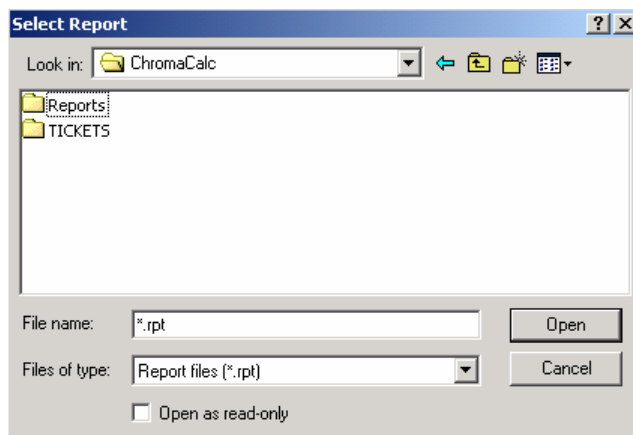 Select Report
Look in: ChromaCalc
Reports
TICKETS
File name: *.rpt Open
Files of type: Report files (*.rpt) Cancel
Open as read-only